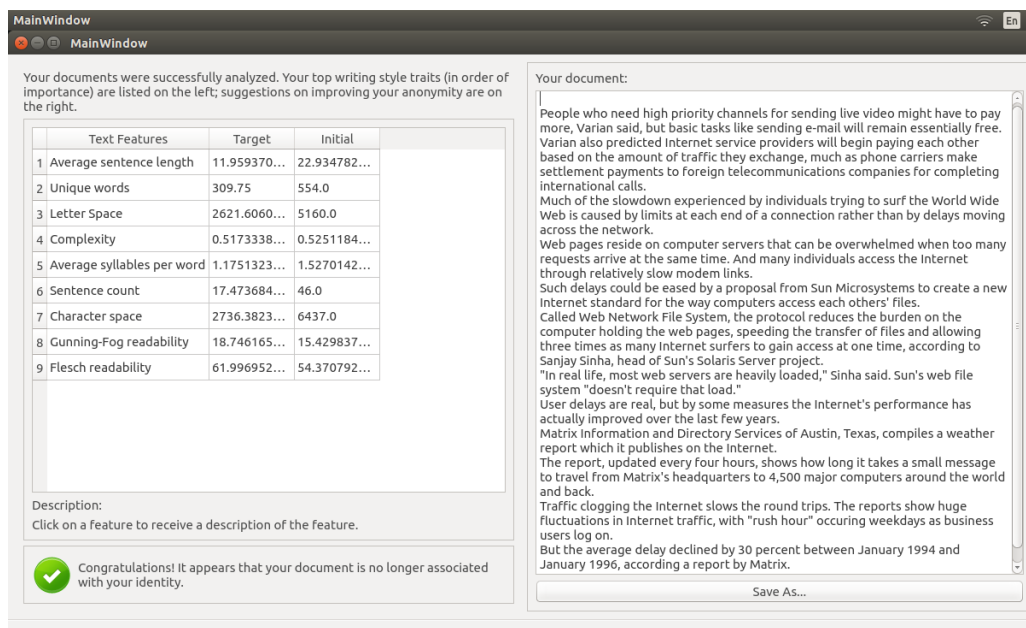 MainWindow
En
MainWindow
Your documents were successfully analyzed. Your top writing style traits (in order of
importance) are listed on the left; suggestions on improving your anonymity are on
the right.
Text Features Target Initial
1 Average sentence length 11.959370... 22.934782...
2 Unique words 309.75 554.0
3 Letter Space 2621.6060... 5160.0
4 Complexity 0.5173338... 0.5251184...
5 Average syllables per word 1.1751323... 1.5270142...
6 Sentence count 17.473684... 46.0
7 Character space 2736.3823... 6437.0
8 Gunning-Fog readability 18.746165... 15.429837...
9 Flesch readability 61.996952... 54.370792...
Description:
Click on a feature to receive a description of the feature.
Congratulations! It appears that your document is no longer associated
with your identity.
Your document:
People who need high priority channels for sending live video might have to pay
more, Varian said, but basic tasks like sending e-mail will remain essentially free.
Varian also predicted Internet service providers will begin paying each other
based on the amount of traffic they exchange, much as phone carriers make
settlement payments to foreign telecommunications companies for completing
international calls.
Much of the slowdown experienced by individuals trying to surf the World Wide
Web is caused by limits at each end of a connection rather than by delays moving
across the network.
Web pages reside on computer servers that can be overwhelmed when too many
requests arrive at the same time. And many individuals access the Internet
through relatively slow modem links.
Such delays could be eased by a proposal from Sun Microsystems to create a new
Internet standard for the way computers access each others' files.
Called Web Network File System, the protocol reduces the burden on the
computer holding the web pages, speeding the transfer of files and allowing
three times as many Internet surfers to gain access at one time, according to
Sanjay Sinha, head of Sun's Solaris Server project.
"In real life, most web servers are heavily loaded," Sinha said. Sun's web file
system "doesn't require that load."
User delays are real, but by some measures the Internet's performance has
actually improved over the last few years.
Matrix Information and Directory Services of Austin, Texas, compiles a weather
report which it publishes on the Internet.
The report, updated every four hours, shows how long it takes a small message
to travel from Matrix's headquarters to 4,500 major computers around the world
and back.
Traffic clogging the Internet slows the round trips. The reports show huge
fluctuations in Internet traffic, with "rush hour" occuring weekdays as business
users log on.
But the average delay declined by 30 percent between January 1994 and
January 1996, according a report by Matrix.
Save As...